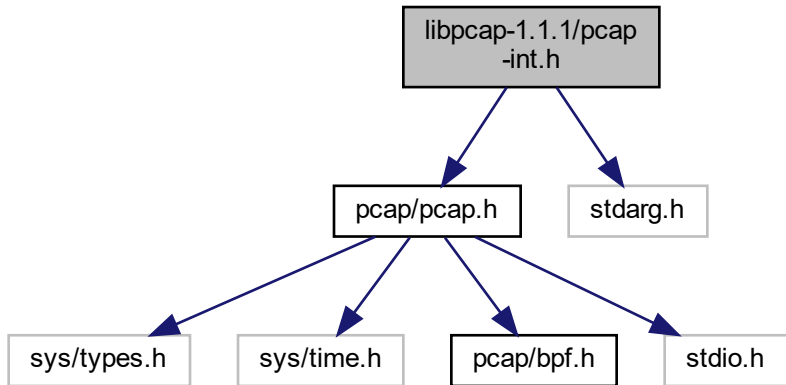 libpcap-1.1.1/pcap
-int.h
pcap/pcap.h
stdarg.h
sys/types.h
sys/time.h
pcap/bpf.h
stdio.h